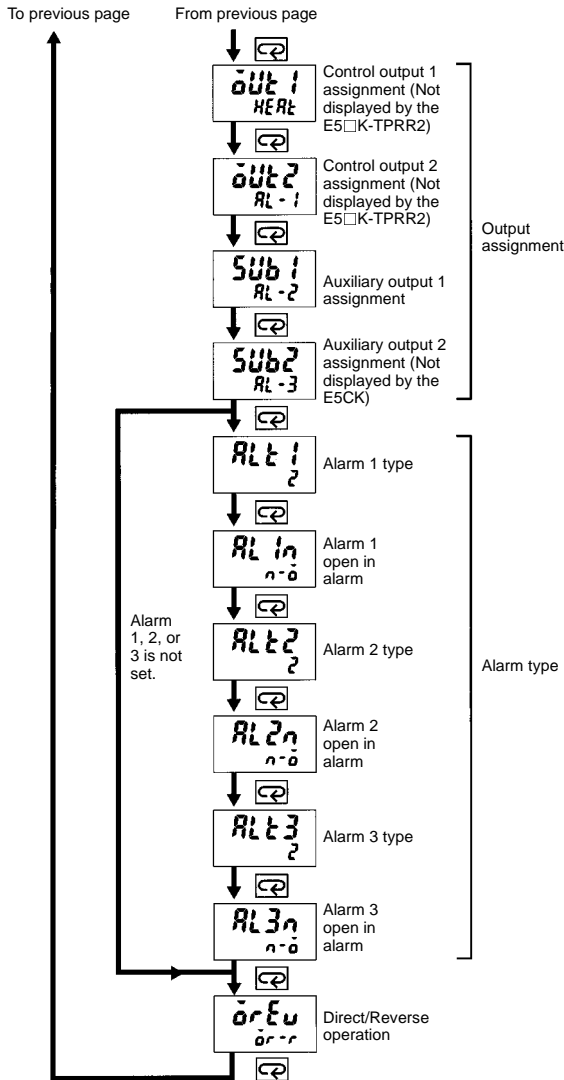 To previous page
From previous page
out1
HEAt
Control output 1
assignment (Not
displayed by the
E5□K-TPRR2)
out2
AL-1
Control output 2
assignment (Not
displayed by the
E5□K-TPRR2)
Output
assignment
SUb1
AL-2
Auxiliary output 1
assignment
SUb2
AL-3
Auxiliary output 2
assignment (Not
displayed by the
E5CK)
ALt1
2
Alarm 1 type
AL1n
n-o
Alarm 1
open in
alarm
Alarm
1, 2, or
3 is not
set.
ALt2
2
Alarm 2 type
Alarm type
AL2n
n-o
Alarm 2
open in
alarm
ALt3
2
Alarm 3 type
AL3n
n-o
Alarm 3
open in
alarm
orEv
or-r
Direct/Reverse
operation